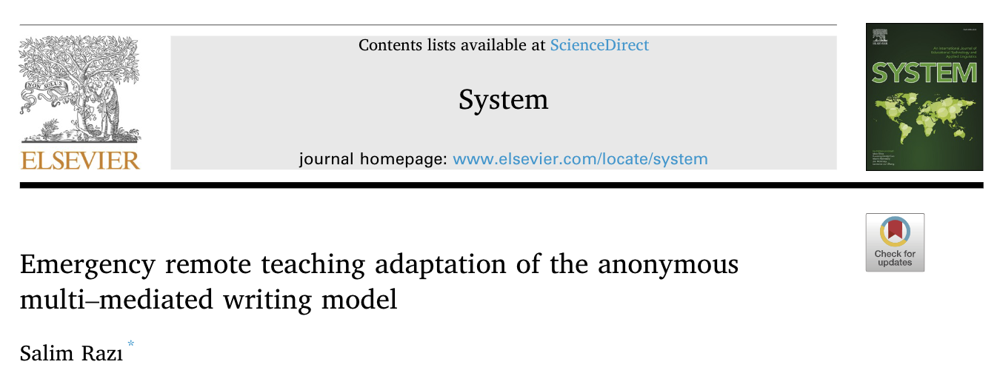 Contents lists available at ScienceDirect
System
journal homepage: www.elsevier.com/locate/system
NON SOLUS
ELSEVIER
ELSEVIER
An International Journal of
Educational Technology and
Applied Linguistics
SYSTEM
Check for
updates
Emergency remote teaching adaptation of the anonymous
multi–mediated writing model
Salim Razı *